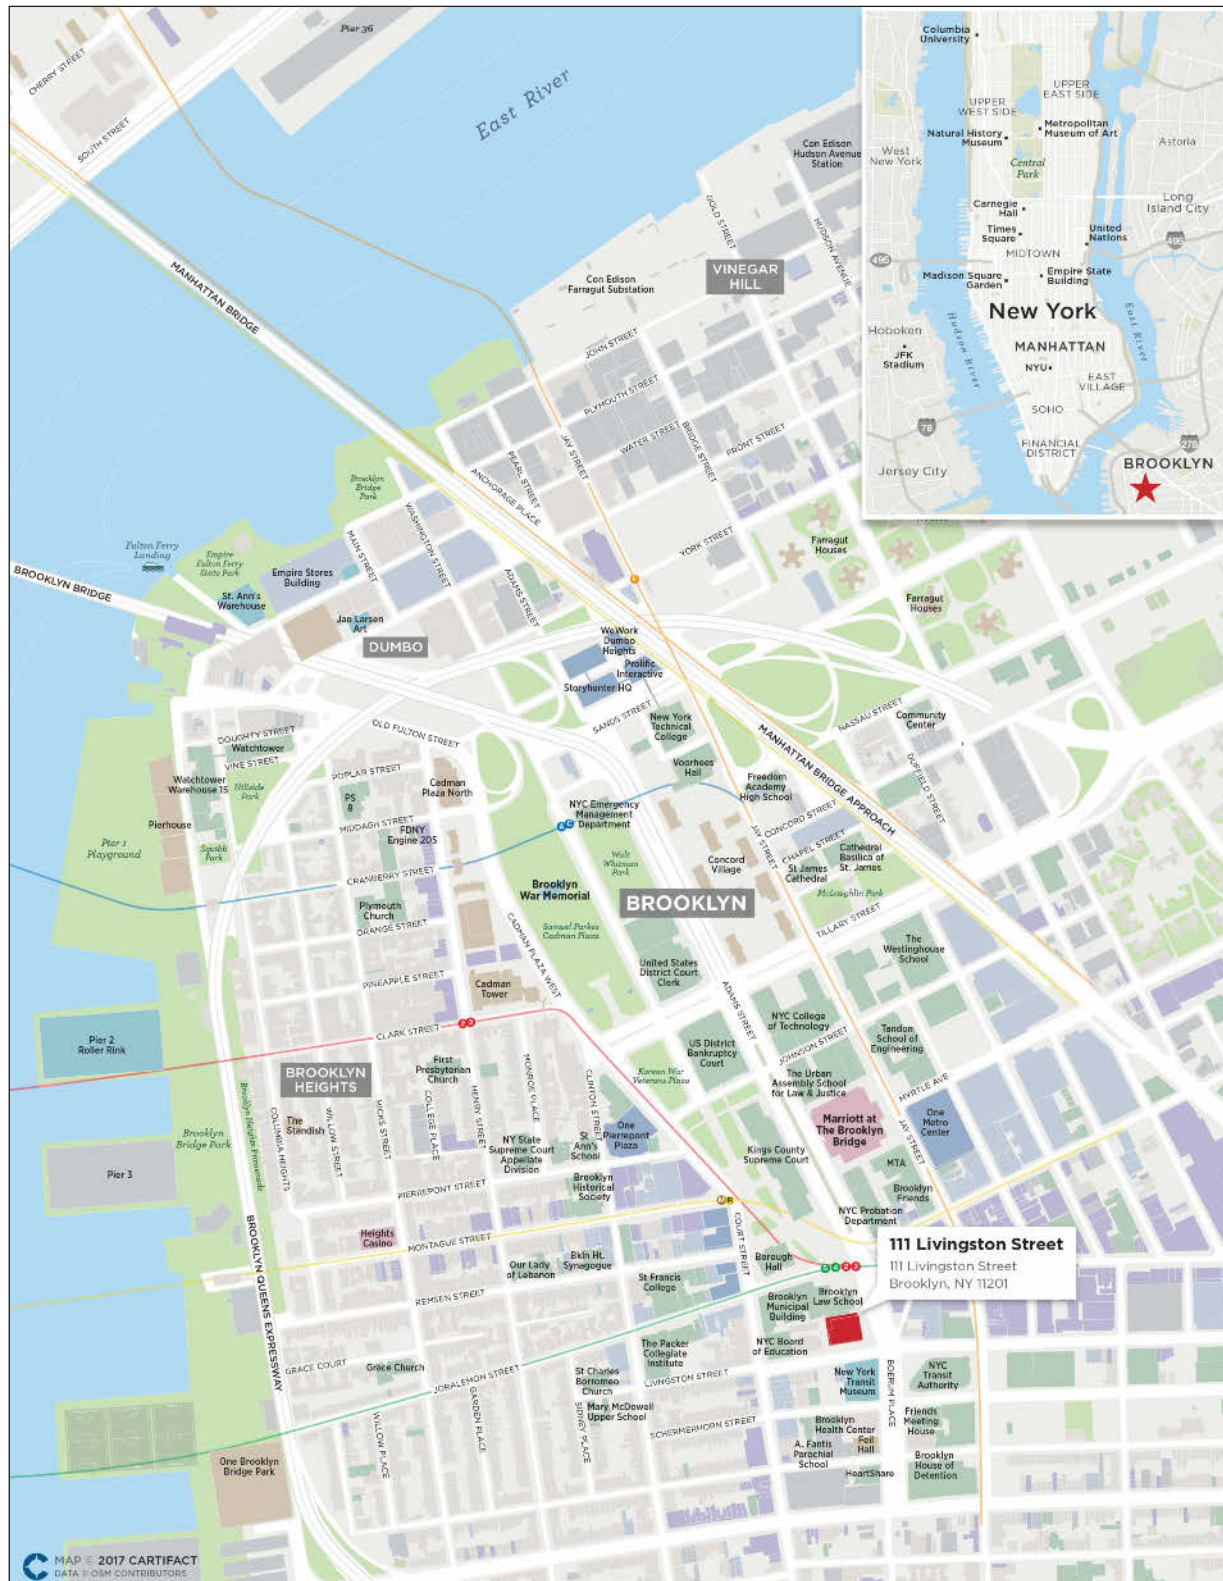 Pier 36
CHERRY STREET
SOUTH STREET
East River
MANHATTAN BRIDGE
Con Edison
Hudson Avenue
Station
GOLD STREET
HUDSON AVENUE
VINEGAR
HILL
Con Edison
Farragut Substation
JOHN STREET
PLYMOUTH STREET
WATER STREET
FRONT STREET
JAY STREET
BRIDGE STREET
PEARL STREET
ANCHORAGE PLACE
YORK STREET
Farragut
Houses
Farragut
Houses
Columbia
University
UPPER
WEST SIDE
UPPER
EAST SIDE
Natural History
Museum
Metropolitan
Museum of Art
West
New York
Central
Park
Astoria
Carnegie
Hall
Long
Island City
Times
Square
United
Nations
MIDTOWN
495
495
Madison Square
Garden
Empire State
Building
New York
Hoboken
JFK
Stadium
Hudson River
East River
MANHATTAN
NYU
EAST
VILLAGE
SOHO
78
278
FINANCIAL
DISTRICT
Jersey City
BROOKLYN
Brooklyn
Bridge
Park
WASHINGTON STREET
MAIN STREET
ADAMS STREET
Fulton Ferry
Landing
Empire
Fulton Ferry
State Park
BROOKLYN BRIDGE
Empire Stores
Building
St. Ann's
Warehouse
Jan Larsen
Art
DUMBO
WeWork
Dumbo
Heights
Prolific
Interactive
Storyhunter HQ
SANDS STREET
New York
Technical
College
NASSAU STREET
Community
Center
DUFFIELD STREET
MANHATTAN BRIDGE APPROACH
OLD FULTON STREET
DOUGHTY STREET
Watchtower
VINE STREET
Watchtower
Warehouse 15
Hillside
Park
POPLAR STREET
Cadman
Plaza North
PS
8
Voorhees
Hall
Freedom
Academy
High School
NYC Emergency
Management
Department
A C
Pierhouse
Pier 1
Playground
Squibb
Park
MIDDAGH STREET
FDNY
Engine 205
CRANBERRY STREET
Walt
Whitman
Park
CONCORD STREET
CHAPEL STREET
JAY STREET
Concord
Village
St James
Cathedral
Cathedral
Basilica of
St. James
McLaughlin Park
Brooklyn
War Memorial
BROOKLYN
Plymouth
Church
ORANGE STREET
Samuel Parkes
Cadman Plaza
TILLARY STREET
The
Westinghouse
School
CADMAN PLAZA WEST
PINEAPPLE STREET
Cadman
Tower
United States
District Court
Clerk
ADAMS STREET
NYC College
of Technology
Tandon
School of
Engineering
Pier 2
Roller Rink
CLARK STREET
2 3
US District
Bankruptcy
Court
JOHNSON STREET
BROOKLYN
HEIGHTS
First
Presbyterian
Church
MONROE PLACE
CLINTON STREET
Korean War
Veterans Plaza
The Urban
Assembly School
for Law & Justice
MYRTLE AVE
Brooklyn Heights Promenade
COLUMBIA HEIGHTS
The
Standish
WILLOW STREET
HICKS STREET
COLLEGE PLACE
HENRY STREET
Marriott at
The Brooklyn
Bridge
One
Metro
Center
JAY STREET
Brooklyn
Bridge Park
NY State
Supreme Court
Appellate
Division
St
Ann's
School
One
Pierrepont
Plaza
Kings County
Supreme Court
MTA
Pier 3
Brooklyn
Historical
Society
PIERREPONT STREET
Brooklyn
Friends
NYC Probation
Department
BROOKLYN QUEENS EXPRESSWAY
Heights
Casino
MONTAGUE STREET
R
COURT STREET
Our Lady
of Lebanon
Bkln Ht.
Synagogue
Borough
Hall
5 4 2 3
111 Livingston Street
111 Livingston Street
Brooklyn, NY 11201
REMSEN STREET
St Francis
College
Brooklyn
Municipal
Building
Brooklyn
Law School
The Packer
Collegiate
Institute
NYC Board
of Education
GRACE COURT
Grace Church
JORALEMON STREET
St Charles
Borromeo
Church
LIVINGSTON STREET
New York
Transit
Museum
BOERUM PLACE
NYC
Transit
Authority
WILLOW PLACE
GARDEN PLACE
SIDNEY PLACE
Mary McDowell
Upper School
SCHERMERHORN STREET
Brooklyn
Health Center
Feil
Hall
Friends
Meeting
House
A. Fantis
Parochial
School
HeartShare
Brooklyn
House of
Detention
One Brooklyn
Bridge Park
MAP © 2017 CARTIFACT
DATA © OSM CONTRIBUTORS